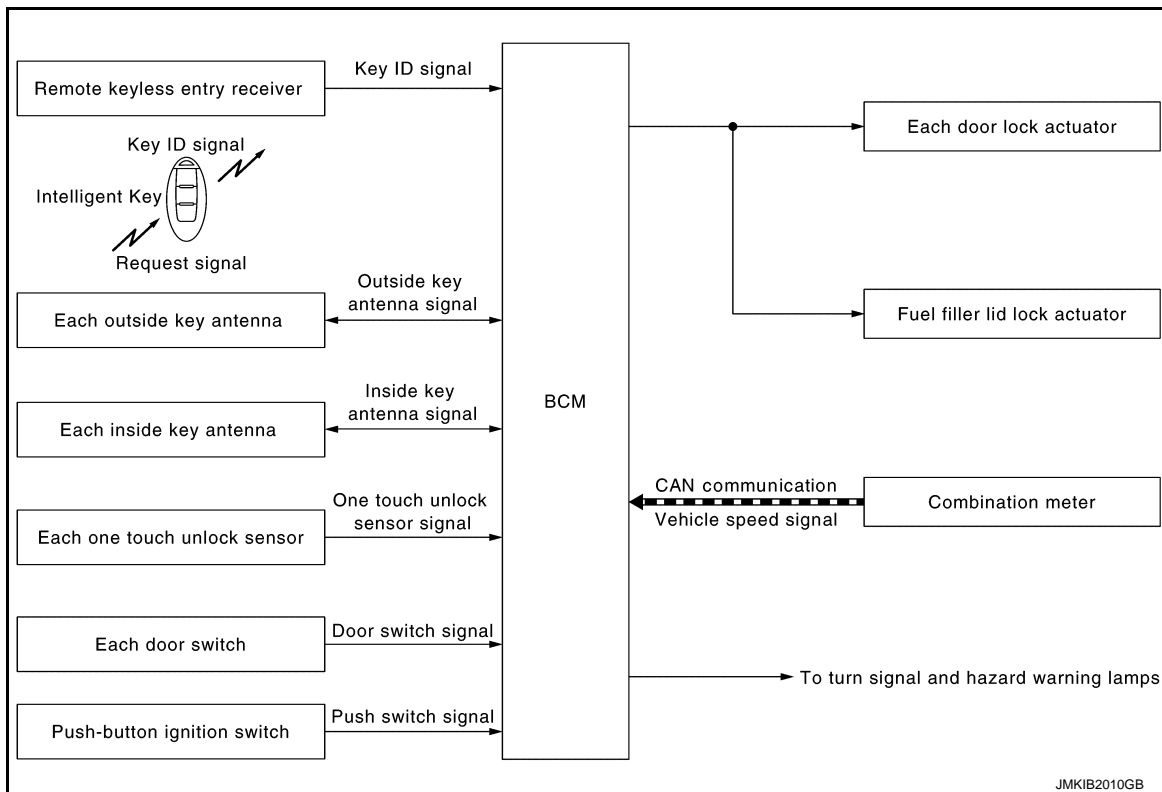 Key ID signal
Remote keyless entry receiver
Key ID signal
Intelligent Key
Request signal
Outside key
antenna signal
Each outside key antenna
Inside key
antenna signal
Each inside key antenna
One touch unlock
sensor signal
Each one touch unlock sensor
Door switch signal
Each door switch
Push switch signal
Push-button ignition switch
BCM
Each door lock actuator
Fuel filler lid lock actuator
CAN communication
Vehicle speed signal
Combination meter
To turn signal and hazard warning lamps
JMKIB2010GB